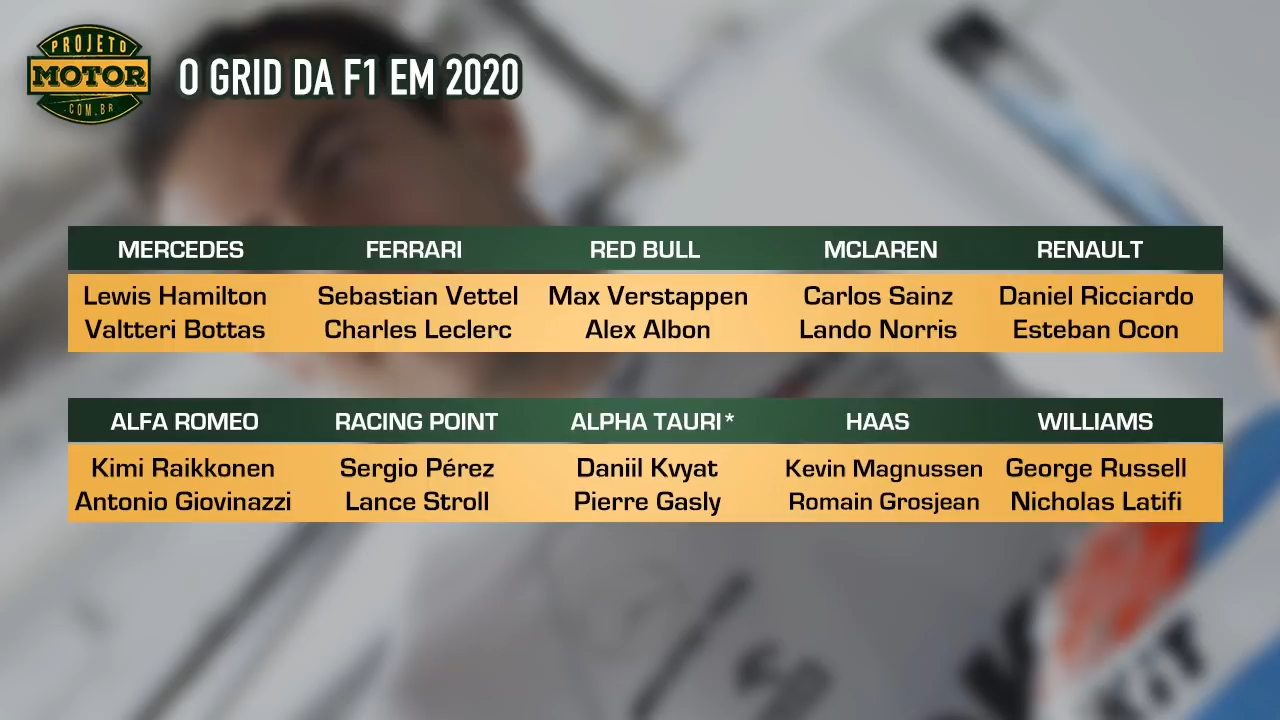 PROJETO
MOTOR
.COM.BR
O GRID DA F1 EM 2020
MERCEDES FERRARI RED BULL MCLAREN RENAULT
Lewis Hamilton Sebastian Vettel Max Verstappen Carlos Sainz Daniel Ricciardo
Valtteri Bottas Charles Leclerc Alex Albon Lando Norris Esteban Ocon
ALFA ROMEO RACING POINT ALPHA TAURI* HAAS WILLIAMS
Kimi Raikkonen Sergio Pérez Daniil Kvyat Kevin Magnussen George Russell
Antonio Giovinazzi Lance Stroll Pierre Gasly Romain Grosjean Nicholas Latifi